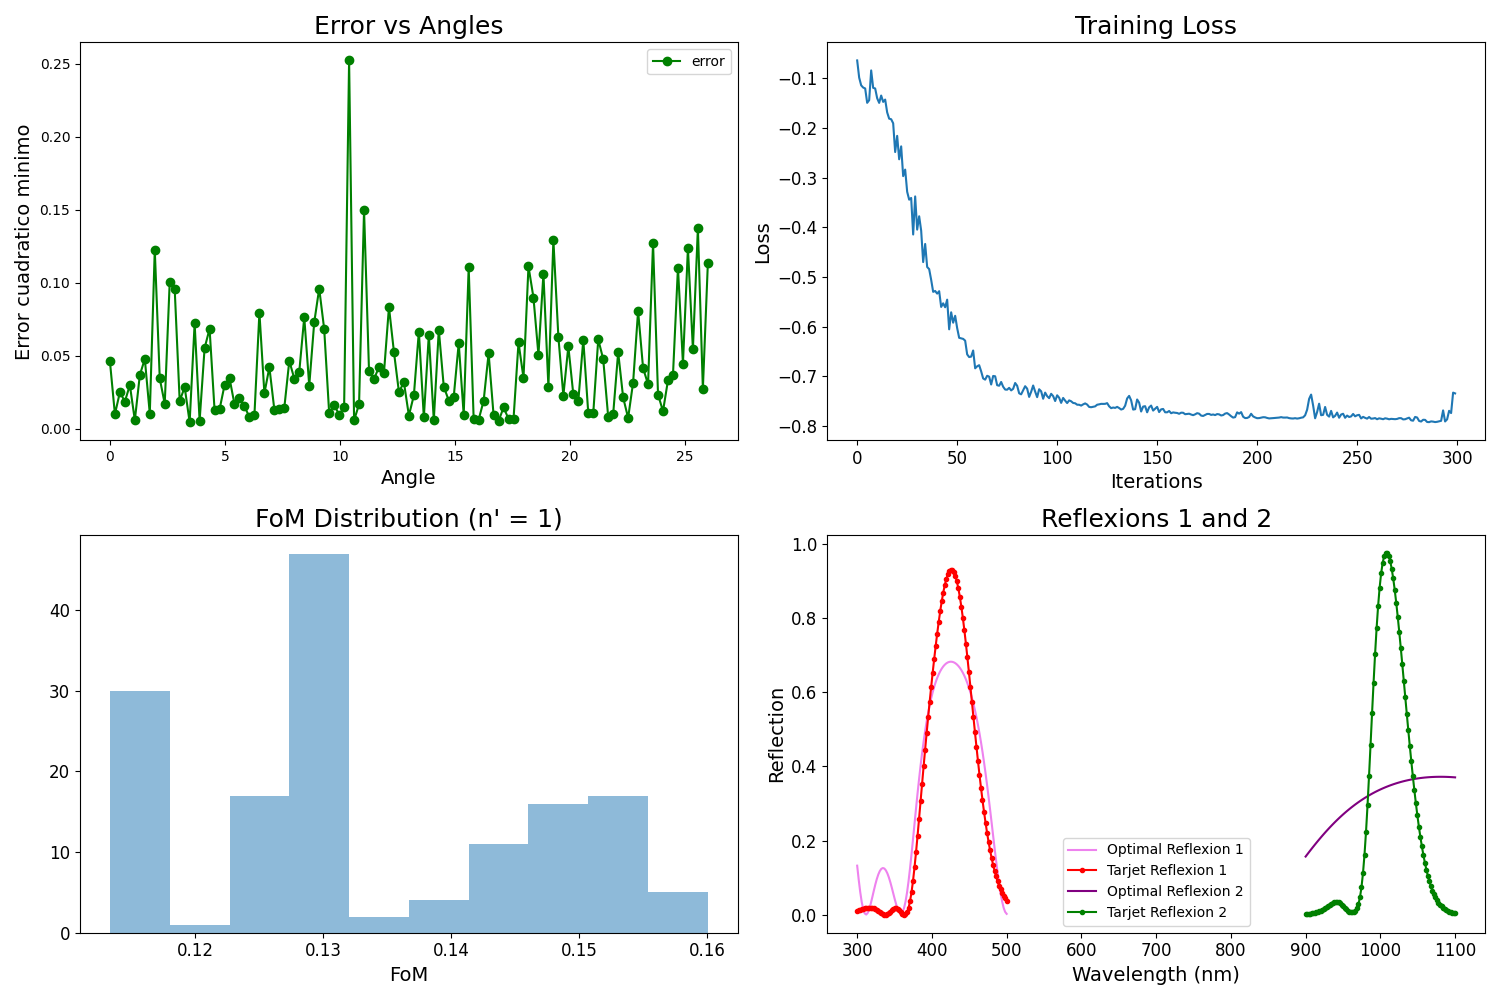 Error vs Angles
Error cuadratico minimo
0.25
0.20
0.15
0.10
0.05
0.00
error
0 5 10 15 20 25
Angle
Training Loss
Loss
−0.1
−0.2
−0.3
−0.4
−0.5
−0.6
−0.7
−0.8
0 50 100 150 200 250 300
Iterations
FoM Distribution (n' = 1)
40
30
20
10
0
0.12 0.13 0.14 0.15 0.16
FoM
Reflexions 1 and 2
Reflection
1.0
0.8
0.6
0.4
0.2
0.0
Optimal Reflexion 1
Tarjet Reflexion 1
Optimal Reflexion 2
Tarjet Reflexion 2
300 400 500 600 700 800 900 1000 1100
Wavelength (nm)